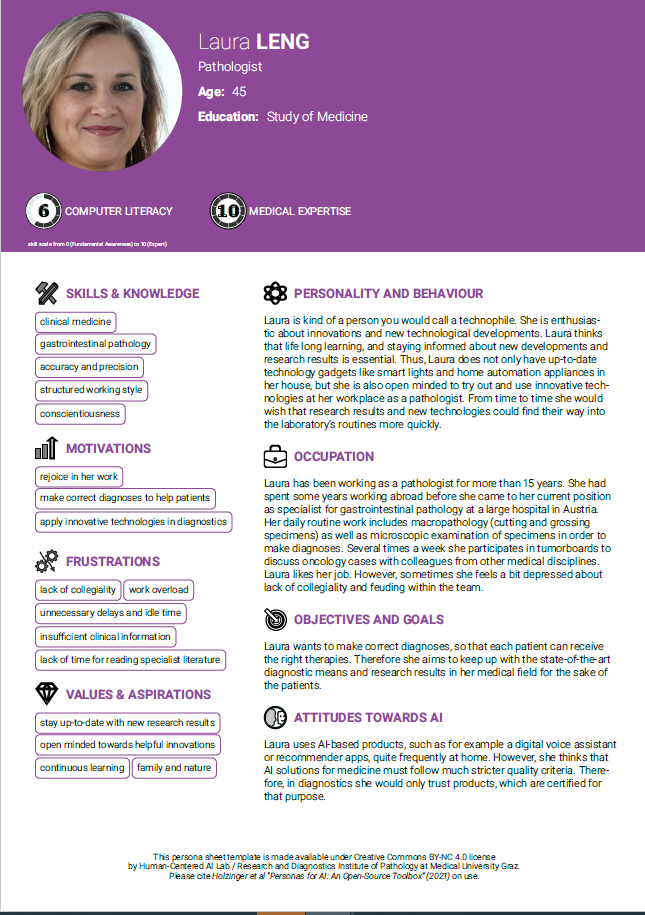 Laura LENG
Pathologist
Age: 45
Education: Study of Medicine
6 COMPUTER LITERACY
10 MEDICAL EXPERTISE
skill scale from 0 (Fundamental Awareness) to 10 (Expert)
SKILLS & KNOWLEDGE
clinical medicine
gastrointestinal pathology
accuracy and precision
structured working style
conscientiousness
MOTIVATIONS
rejoice in her work
make correct diagnoses to help patients
apply innovative technologies in diagnostics
FRUSTRATIONS
lack of collegiality work overload
unnecessary delays and idle time
insufficient clinical information
lack of time for reading specialist literature
VALUES & ASPIRATIONS
stay up-to-date with new research results
open minded towards helpful innovations
continuous learning family and nature
PERSONALITY AND BEHAVIOUR
Laura is kind of a person you would call a technophile. She is enthusias-
tic about innovations and new technological developments. Laura thinks
that life long learning, and staying informed about new developments and
research results is essential. Thus, Laura does not only have up-to-date
technology gadgets like smart lights and home automation appliances in
her house, but she is also open minded to try out and use innovative tech-
nologies at her workplace as a pathologist. From time to time she would
wish that research results and new technologies could find their way into
the laboratory's routines more quickly.
OCCUPATION
Laura has been working as a pathologist for more than 15 years. She had
spent some years working abroad before she came to her current position
as specialist for gastrointestinal pathology at a large hospital in Austria.
Her daily routine work includes macropathology (cutting and grossing
specimens) as well as microscopic examination of specimens in order to
make diagnoses. Several times a week she participates in tumorboards to
discuss oncology cases with colleagues from other medical disciplines.
Laura likes her job. However, sometimes she feels a bit depressed about
lack of collegiality and feuding within the team.
OBJECTIVES AND GOALS
Laura wants to make correct diagnoses, so that each patient can receive
the right therapies. Therefore she aims to keep up with the state-of-the-art
diagnostic means and research results in her medical field for the sake of
the patients.
ATTITUDES TOWARDS AI
Laura uses AI-based products, such as for example a digital voice assistant
or recommender apps, quite frequently at home. However, she thinks that
AI solutions for medicine must follow much stricter quality criteria. There-
fore, in diagnostics she would only trust products, which are certified for
that purpose.
This persona sheet template is made available under Creative Commons BY-NC 4.0 license
by Human-Centered AI Lab / Research and Diagnostics Institute of Pathology at Medical University Graz.
Please cite Holzinger et al "Personas for AI: An Open-Source Toolbox" (2021) on use.